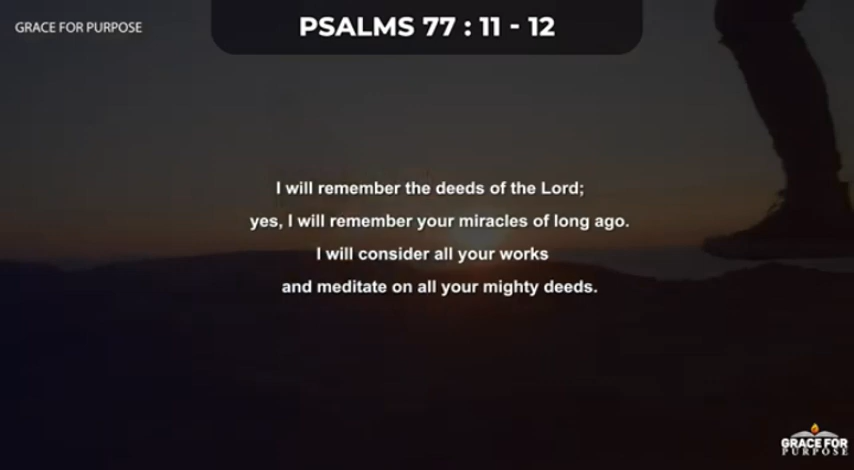 GRACE FOR PURPOSE
PSALMS 77 : 11 - 12
I will remember the deeds of the Lord;
yes, I will remember your miracles of long ago.
I will consider all your works
and meditate on all your mighty deeds.
GRACE FOR
PURPOSE